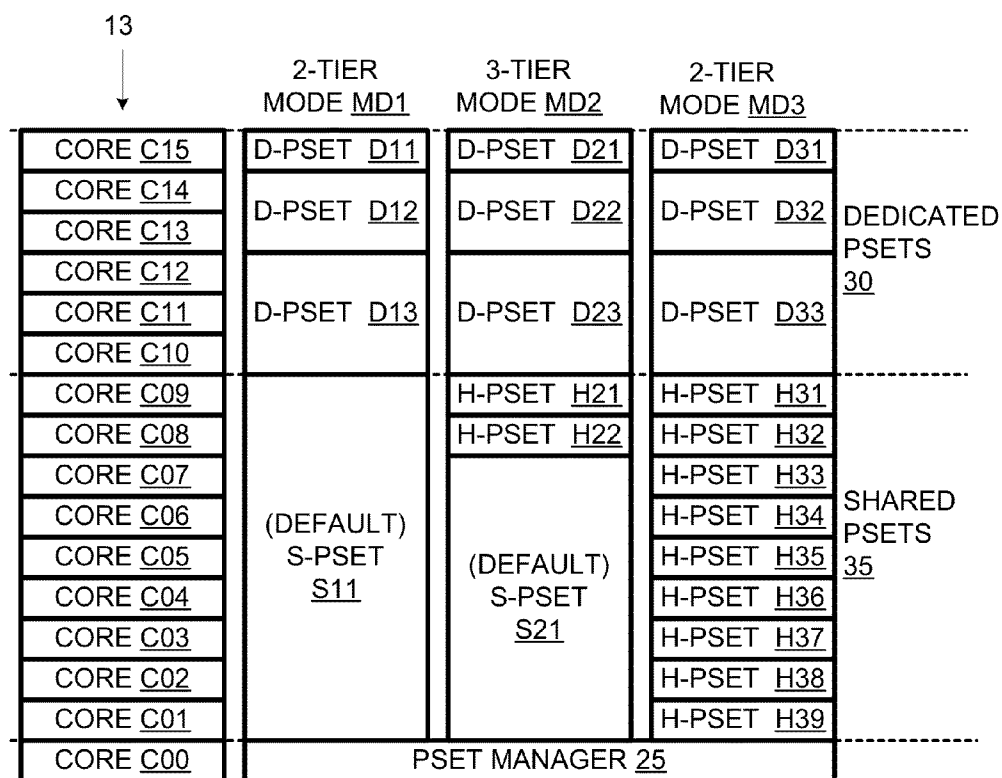 13
2-TIER
MODE MD1
3-TIER
MODE MD2
2-TIER
MODE MD3
CORE C15
CORE C14
CORE C13
CORE C12
CORE C11
CORE C10
CORE C09
CORE C08
CORE C07
CORE C06
CORE C05
CORE C04
CORE C03
CORE C02
CORE C01
CORE C00
D-PSET D11
D-PSET D12
D-PSET D13
(DEFAULT)
S-PSET
S11
D-PSET D21
D-PSET D22
D-PSET D23
H-PSET H21
H-PSET H22
(DEFAULT)
S-PSET
S21
D-PSET D31
D-PSET D32
D-PSET D33
H-PSET H31
H-PSET H32
H-PSET H33
H-PSET H34
H-PSET H35
H-PSET H36
H-PSET H37
H-PSET H38
H-PSET H39
PSET MANAGER 25
DEDICATED
PSETS
30
SHARED
PSETS
35